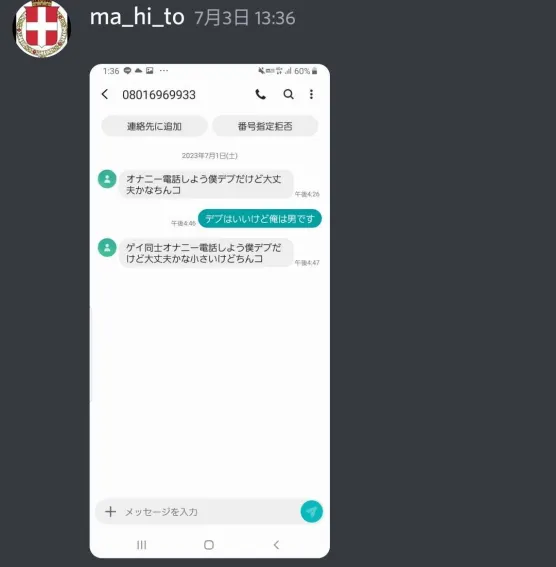 ma_hi_to 7月3日 13:36
1:36 60%
08016969933
連絡先に追加 番号指定拒否
2023年7月1日(土)
オナニー電話しよう僕デブだけど大丈
夫かなちんコ
午後4:26
デブはいいけど俺は男です
午後4:46
ゲイ同士オナニー電話しよう僕デブだ
けど大丈夫かな小さいけどちんコ
午後4:47
メッセージを入力